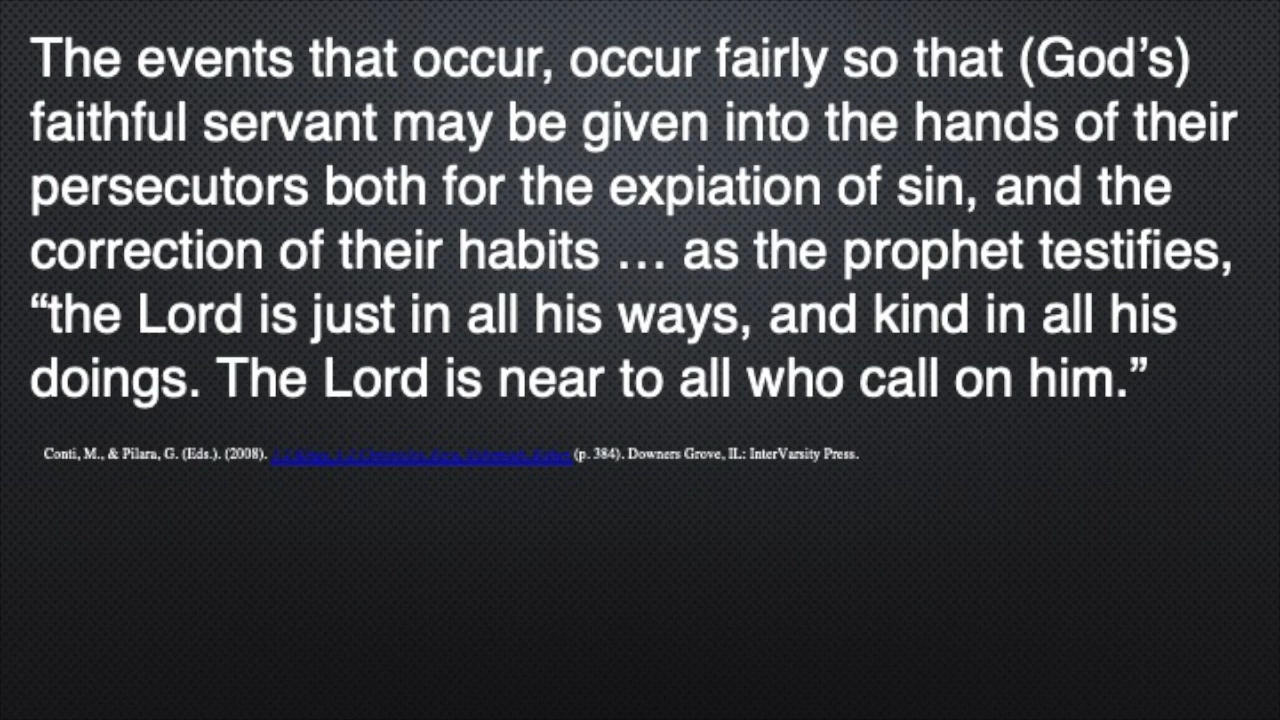 The events that occur, occur fairly so that (God’s)
faithful servant may be given into the hands of their
persecutors both for the expiation of sin, and the
correction of their habits … as the prophet testifies,
“the Lord is just in all his ways, and kind in all his
doings. The Lord is near to all who call on him.”
Conti, M., & Pilara, G. (Eds.). (2008). (p. 384). Downers Grove, IL: InterVarsity Press.